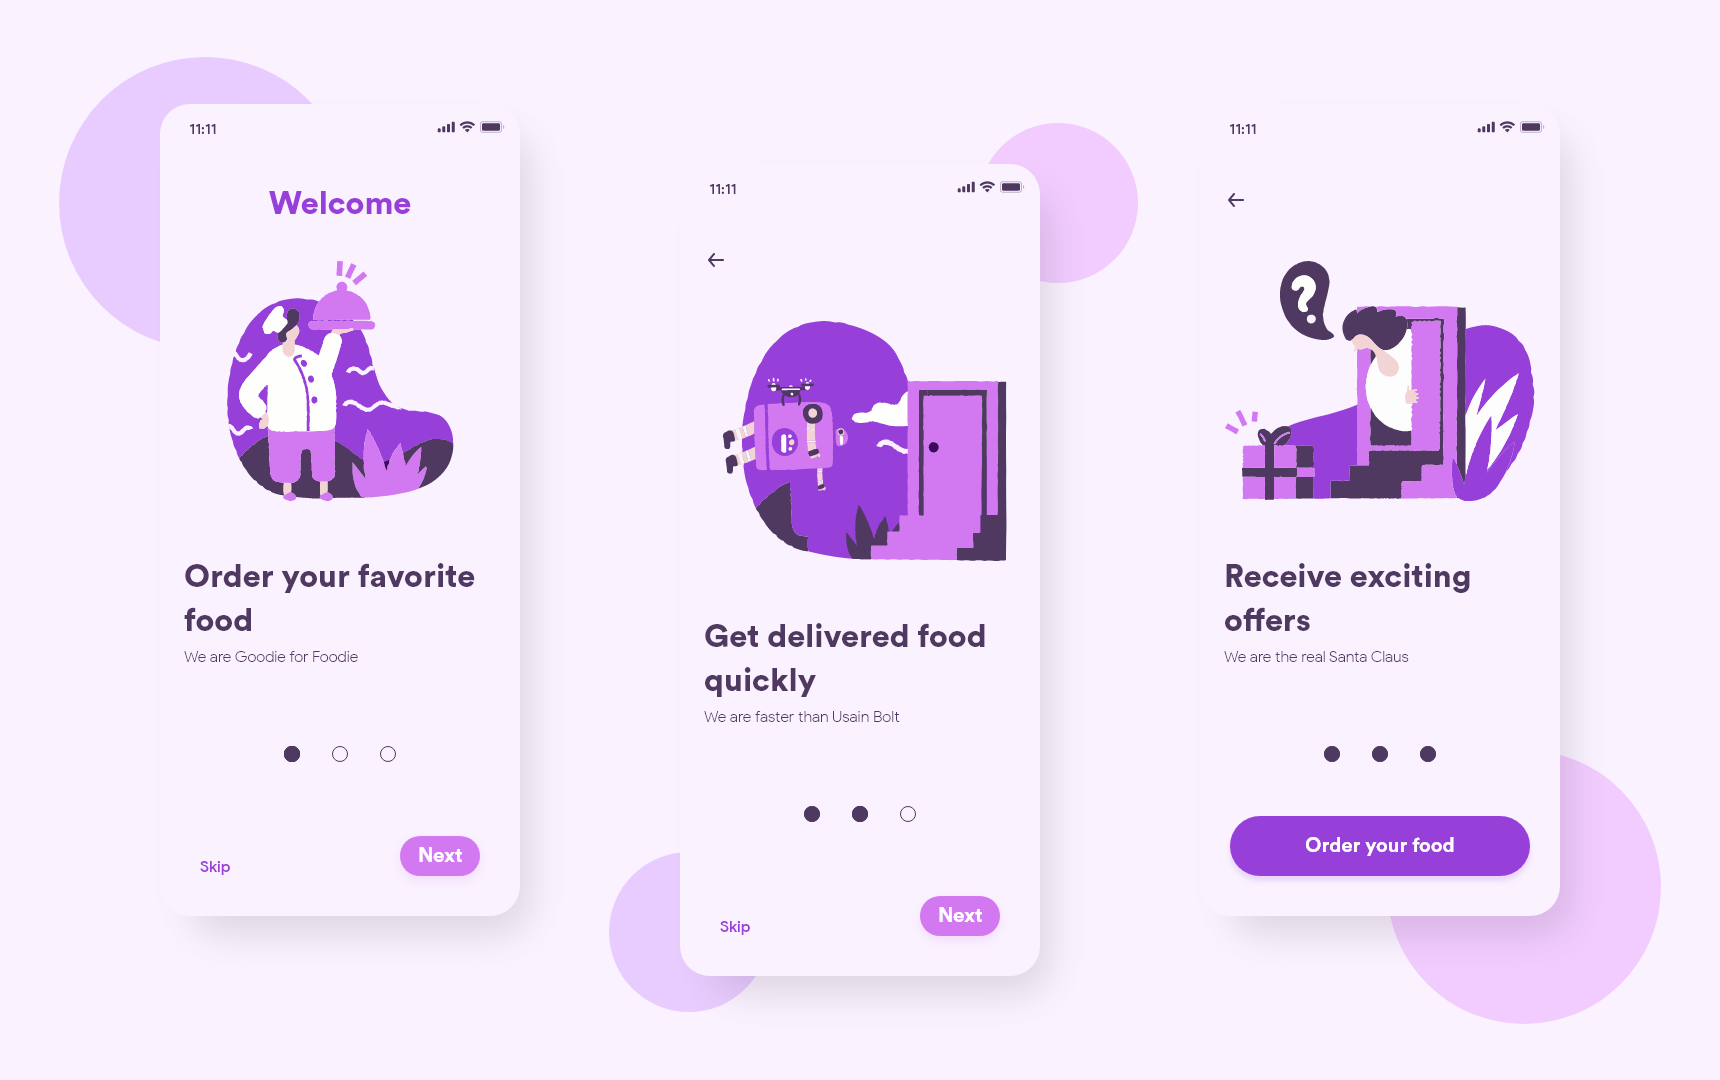 11:11
Welcome
Order your favorite
food
We are Goodie for Foodie
Skip
Next
11:11
Get delivered food
quickly
We are faster than Usain Bolt
Skip
Next
11:11
?
Receive exciting
offers
We are the real Santa Claus
Order your food